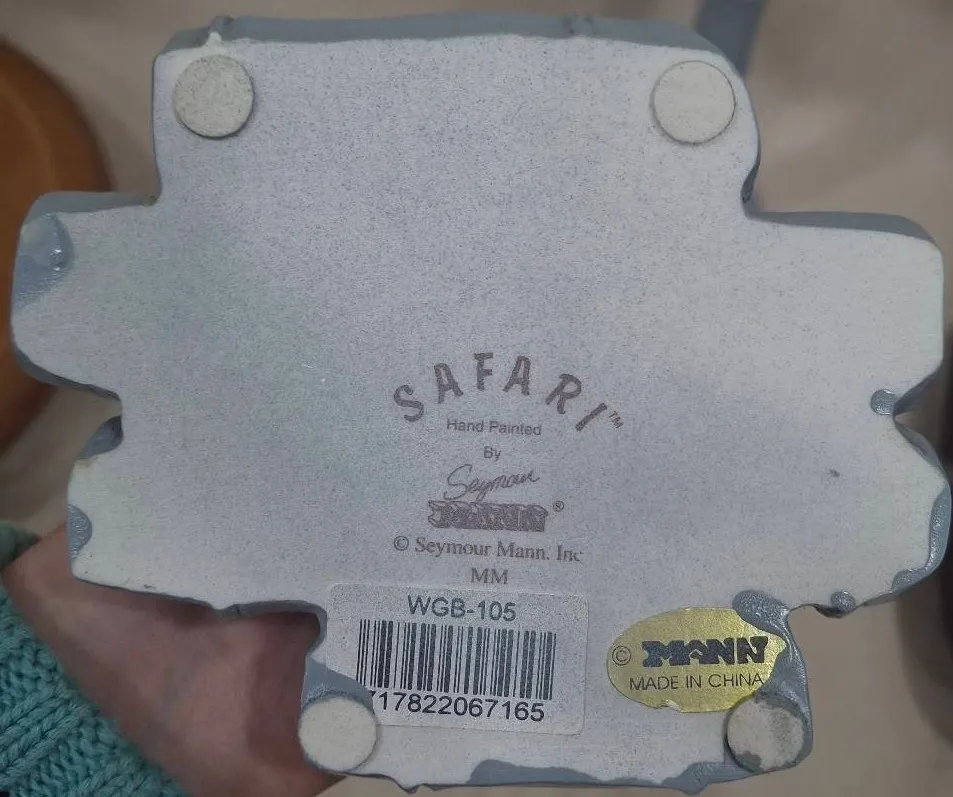 SAFARI™
Hand Painted
By
Seymour
MANN®
© Seymour Mann. Inc
MM
WGB-105
717822067165
© MANN
MADE IN CHINA